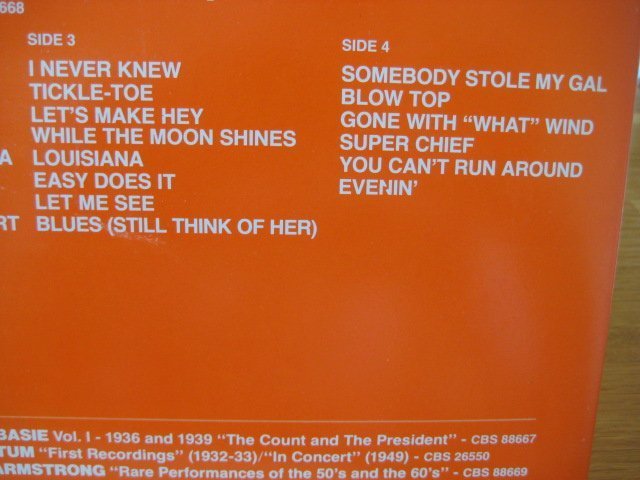 668
SIDE 3
I NEVER KNEW
TICKLE-TOE
LET'S MAKE HEY
WHILE THE MOON SHINES
A LOUISIANA
EASY DOES IT
LET ME SEE
RT BLUES (STILL THINK OF HER)
SIDE 4
SOMEBODY STOLE MY GAL
BLOW TOP
GONE WITH “WHAT” WIND
SUPER CHIEF
YOU CAN'T RUN AROUND
EVENIN'
BASIE Vol. I - 1936 and 1939 “The Count and The President” - CBS 88667
TUM “First Recordings” (1932-33)/“In Concert” (1949) - CBS 26550
ARMSTRONG “Rare Performances of the 50's and the 60's” - CBS 88669